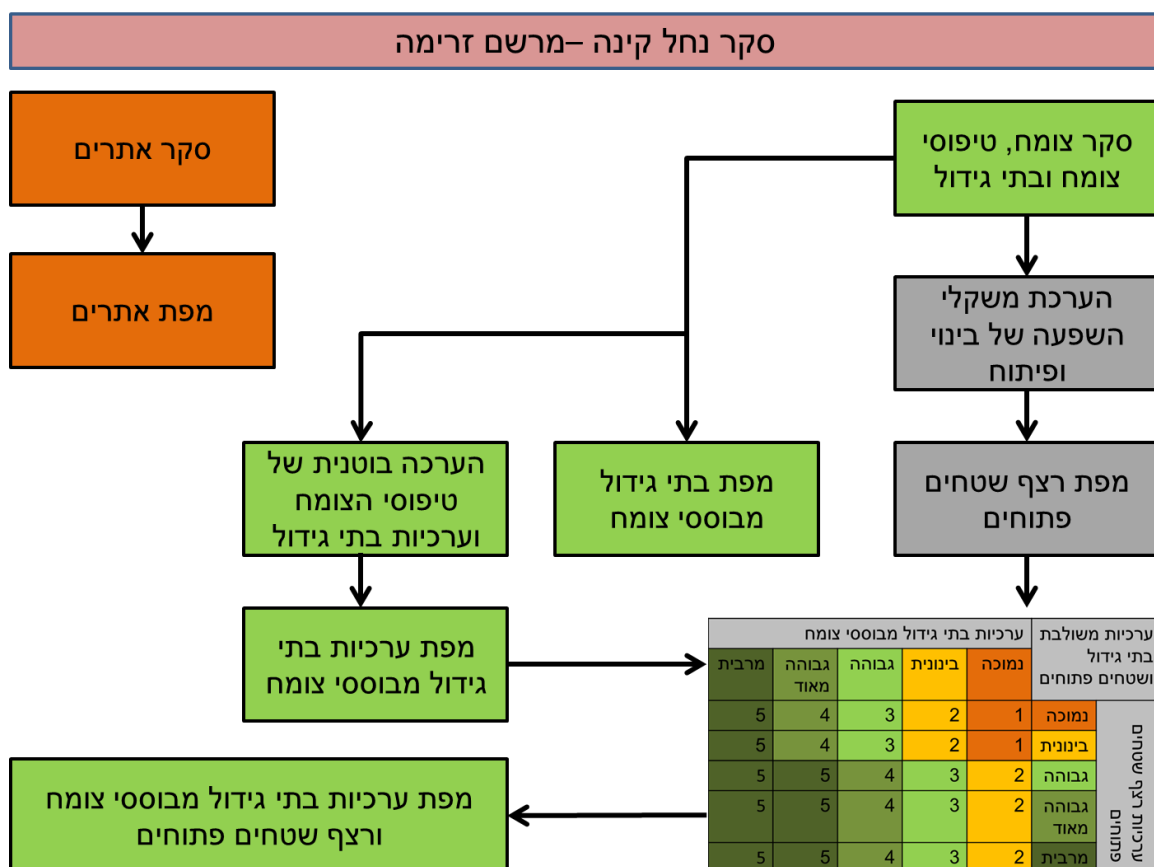 סקר נחל קינה –מרשם זרימה
סקר צומח, טיפוסי
צומח ובתי גידול
סקר אתרים
מפת אתרים
הערכת משקלי
השפעה של בינוי
ופיתוח
מפת רצף שטחים
פתוחים
מפת בתי גידול
מבוססי צומח
הערכה בוטנית של
טיפוסי הצומח
וערכיות בתי גידול
מפת ערכיות בתי
גידול מבוססי צומח
ערכיות משולבת
בתי גידול
ושטחים פתוחים
ערכיות בתי גידול מבוססי צומח
נמוכה בינונית גבוהה גבוהה מאוד מרבית
ערכיות רצף שטחים
פתוחים
נמוכה 1 2 3 4 5
בינונית 1 2 3 4 5
גבוהה 2 3 4 5 5
גבוהה מאוד 2 3 4 5 5
מרבית 2 3 4 5 5
מפת ערכיות בתי גידול מבוססי צומח
ורצף שטחים פתוחים